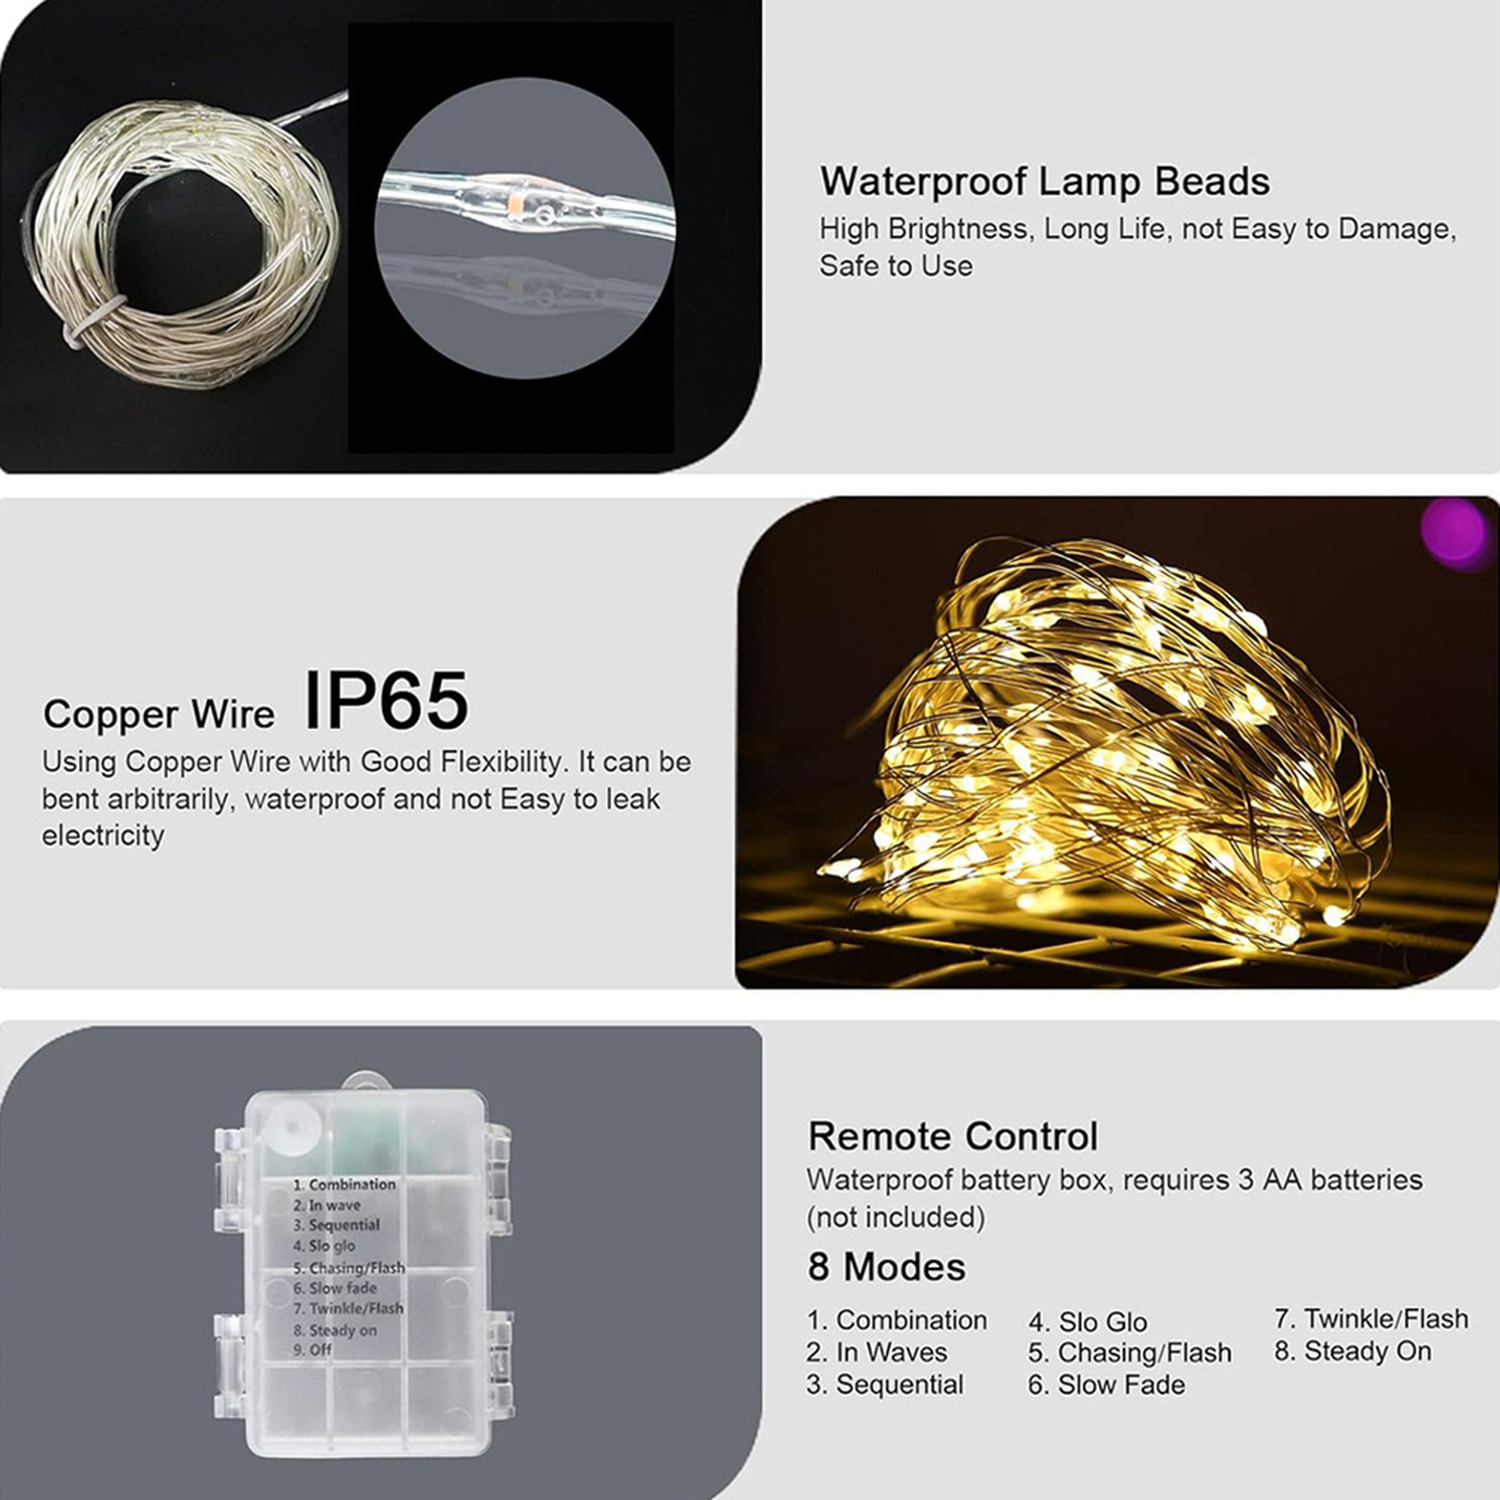 Waterproof Lamp Beads
High Brightness, Long Life, not Easy to Damage,
Safe to Use
Copper Wire IP65
Using Copper Wire with Good Flexibility. It can be
bent arbitrarily, waterproof and not Easy to leak
electricity
1. Combination
2. In wave
3. Sequential
4. Slo glo
5. Chasing/Flash
6. Slow fade
7. Twinkle/Flash
8. Steady on
9. Off
Remote Control
Waterproof battery box, requires 3 AA batteries
(not included)
8 Modes
1. Combination
2. In Waves
3. Sequential
4. Slo Glo
5. Chasing/Flash
6. Slow Fade
7. Twinkle/Flash
8. Steady On